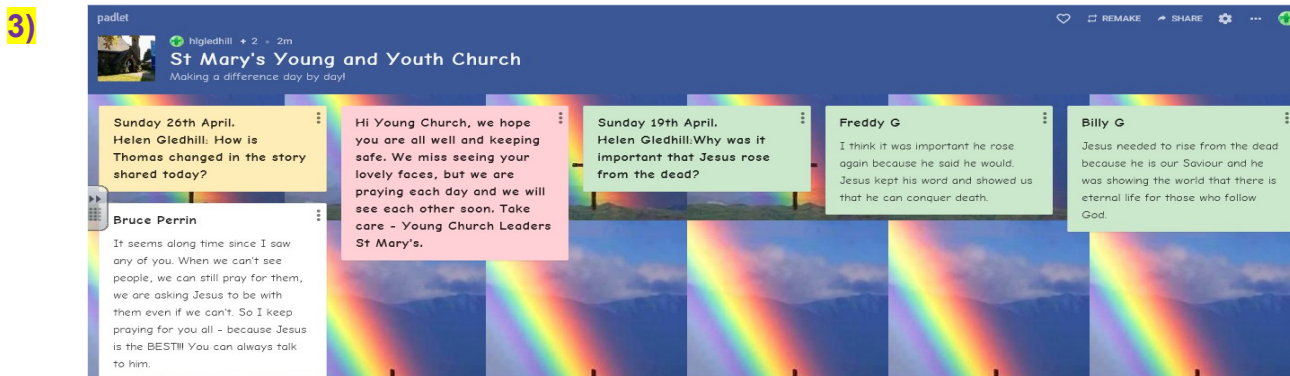 3)
padlet
REMAKE SHARE
hlgledhill + 2 · 2m
St Mary's Young and Youth Church
Making a difference day by day!
Sunday 26th April.
Helen Gledhill: How is
Thomas changed in the story
shared today?
Bruce Perrin
It seems along time since I saw
any of you. When we can't see
people, we can still pray for them,
we are asking Jesus to be with
them even if we can't. So I keep
praying for you all - because Jesus
is the BEST!!! You can always talk
to him.
Hi Young Church, we hope
you are all well and keeping
safe. We miss seeing your
lovely faces, but we are
praying each day and we will
see each other soon. Take
care - Young Church Leaders
St Mary's.
Sunday 19th April.
Helen Gledhill:Why was it
important that Jesus rose
from the dead?
Freddy G
I think it was important he rose
again because he said he would.
Jesus kept his word and showed us
that he can conquer death.
Billy G
Jesus needed to rise from the dead
because he is our Saviour and he
was showing the world that there is
eternal life for those who follow
God.